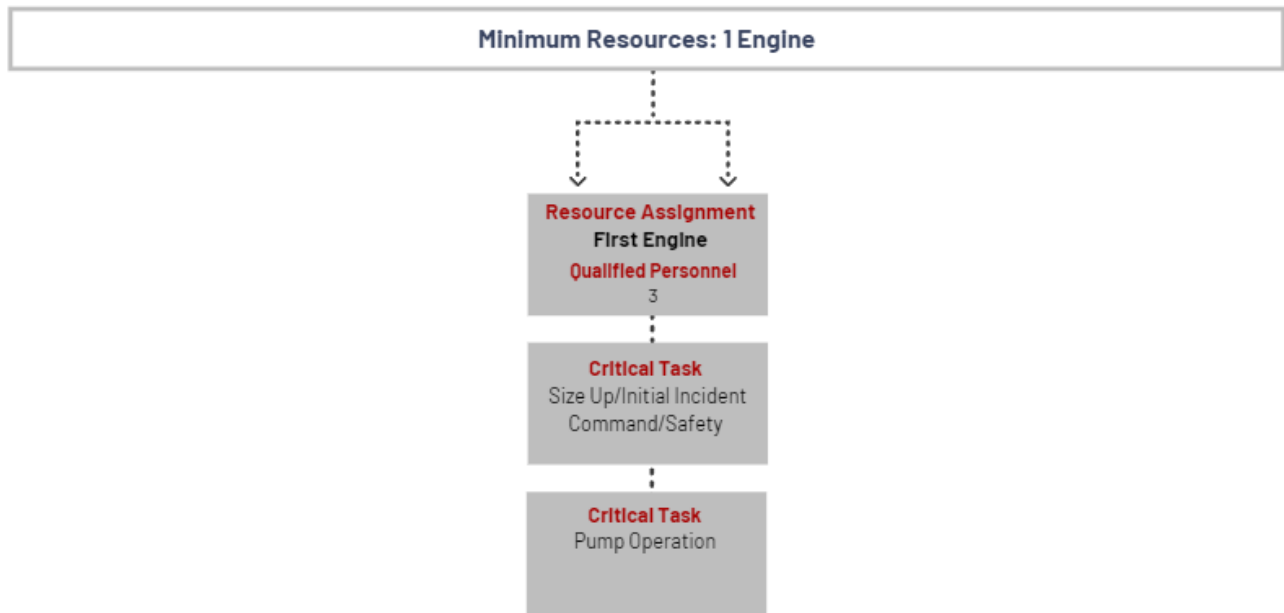 Minimum Resources: 1 Engine
Resource Assignment
First Engine
Qualified Personnel
3
Critical Task
Size Up/Initial Incident
Command/Safety
Critical Task
Pump Operation